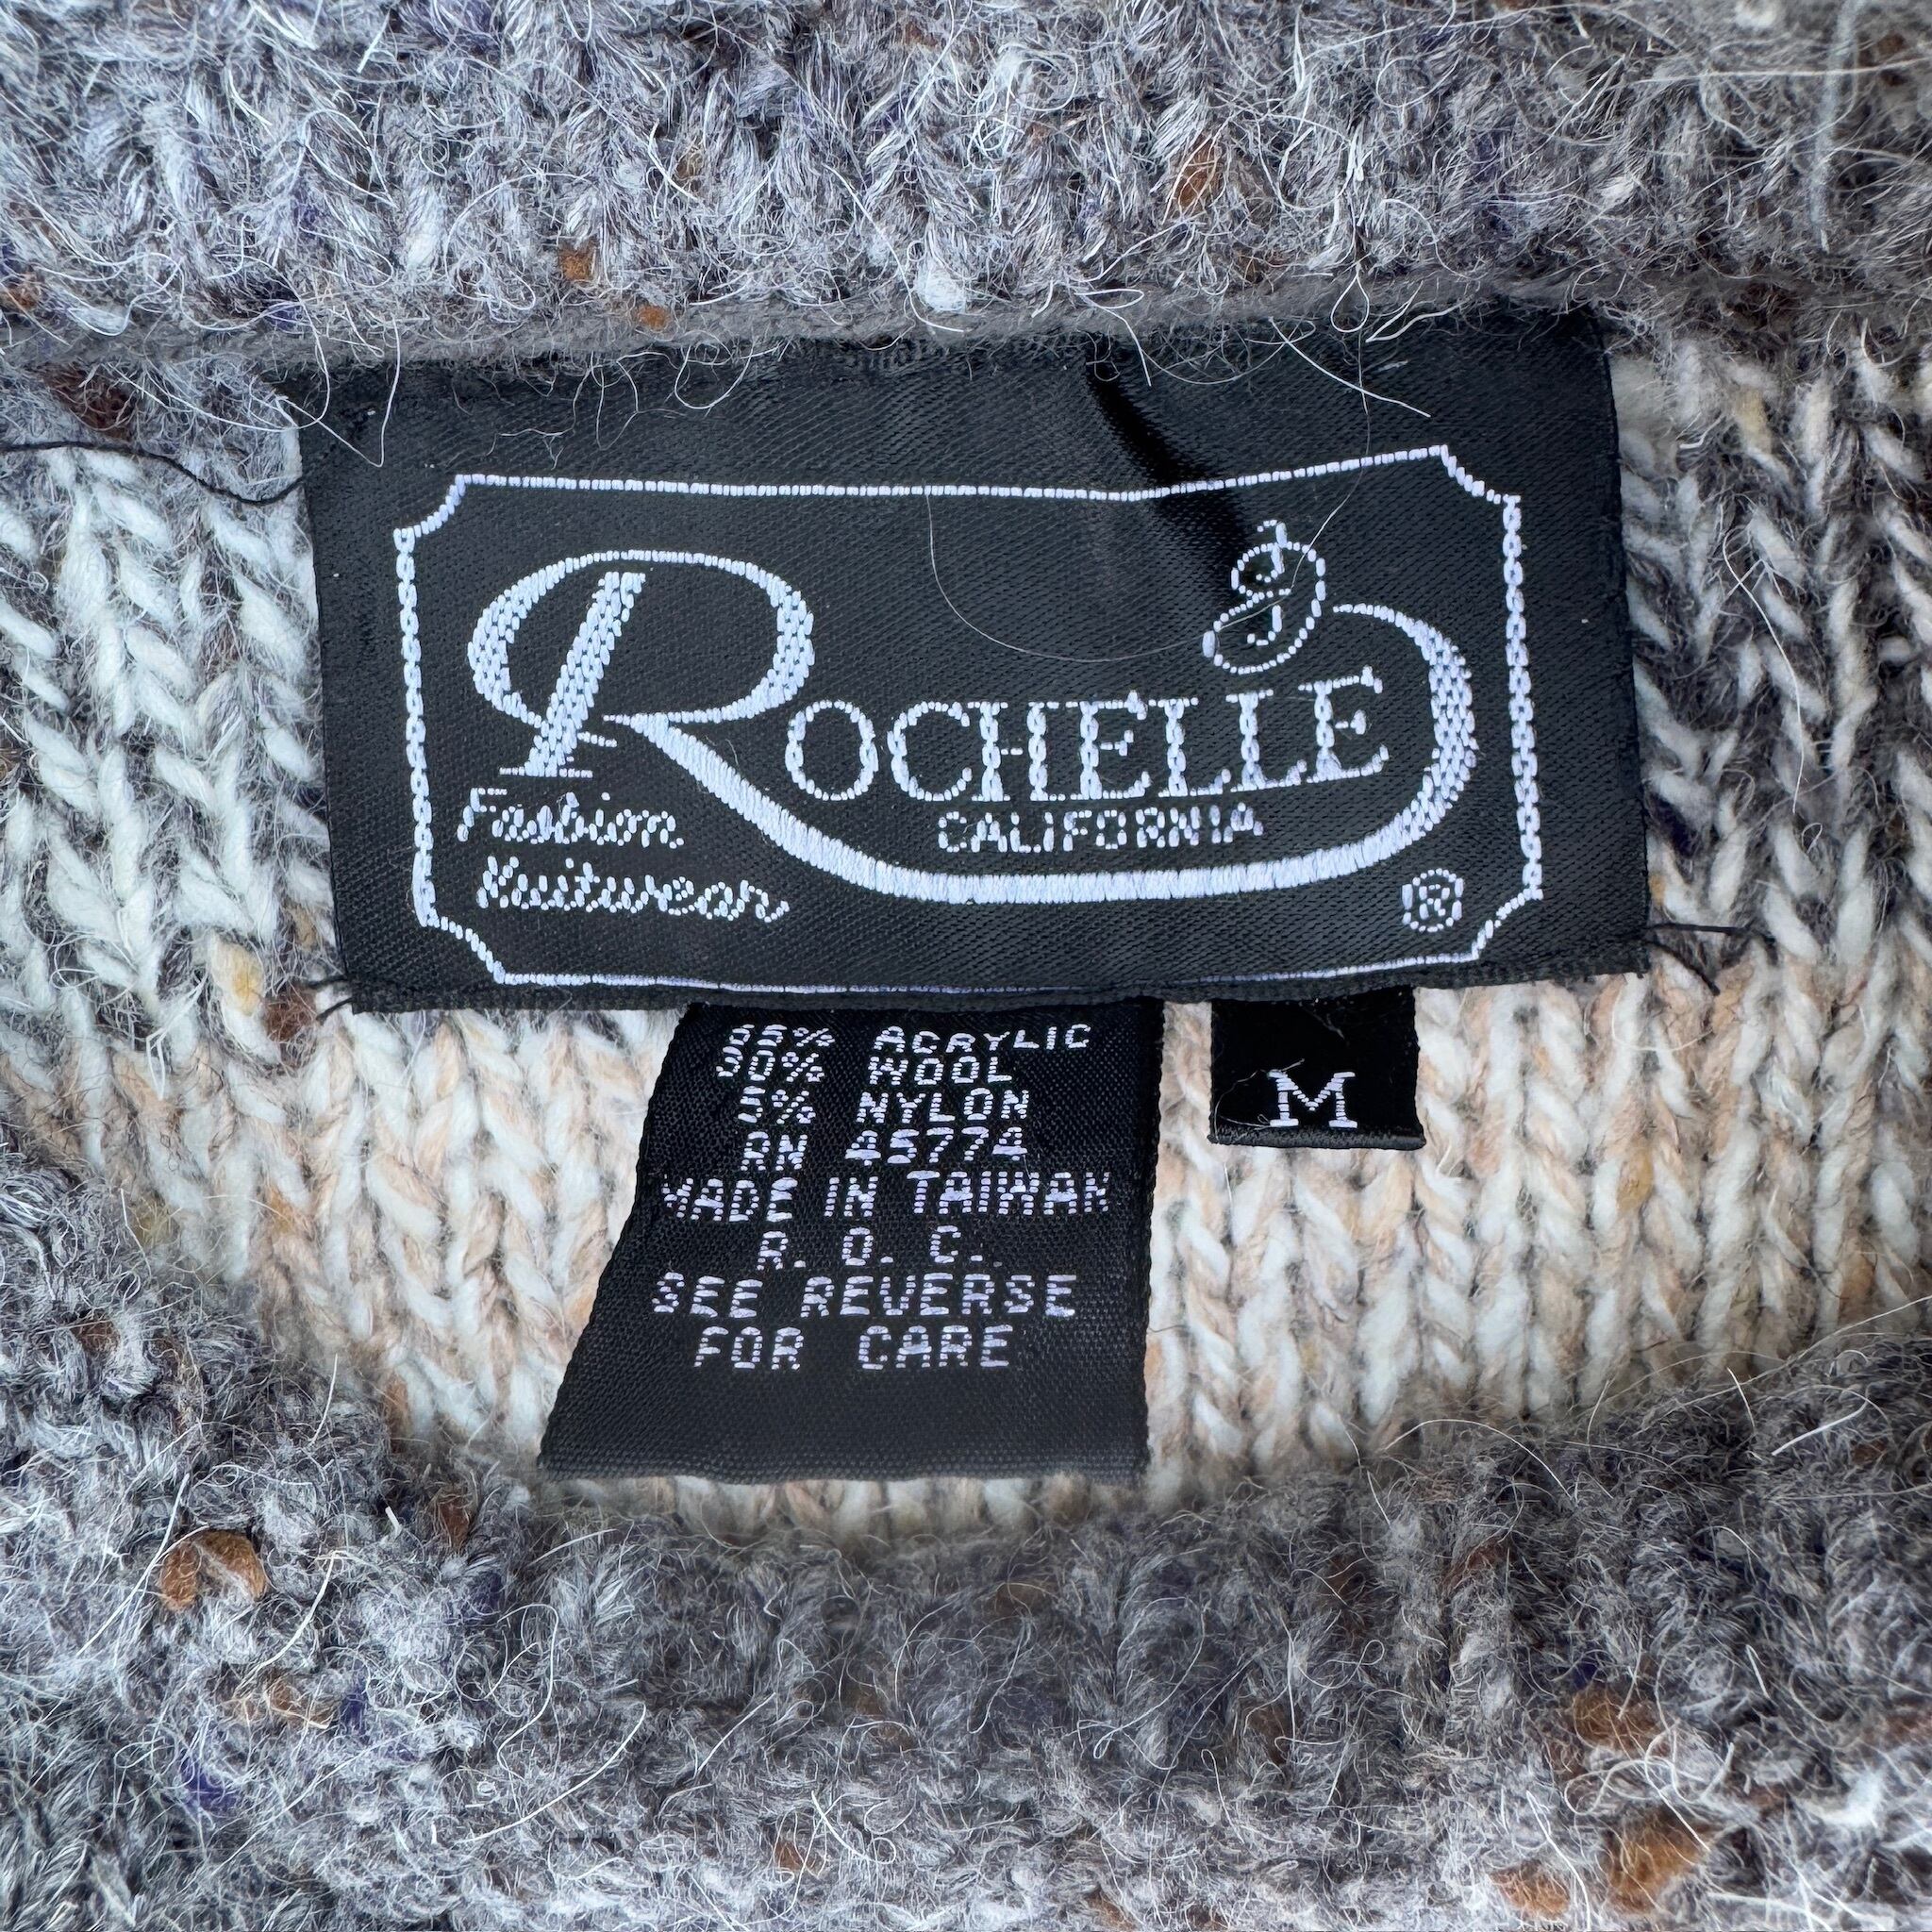 ROCHELLE
CALIFORNIA
Fashion
Knitwear
®
65% ACRYLIC
30% WOOL
5% NYLON
RN 45774
MADE IN TAIWAN
R. O. C.
SEE REVERSE
FOR CARE
M